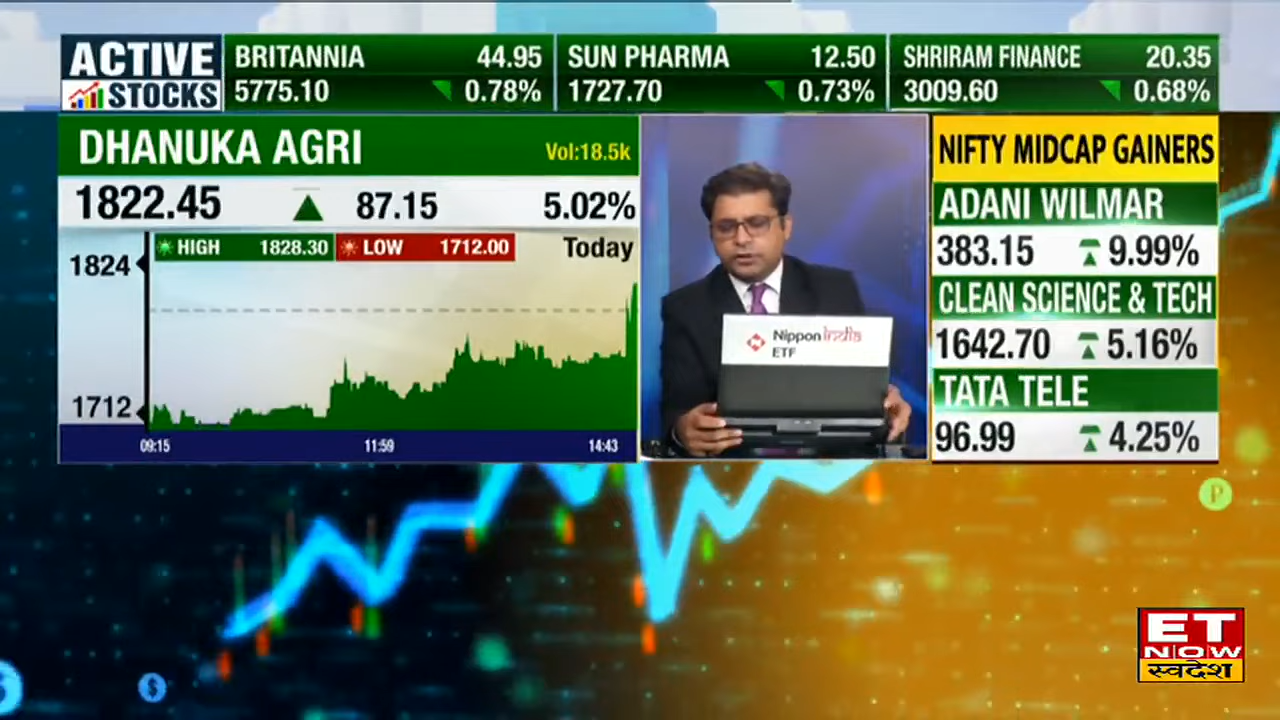 ACTIVE
STOCKS
BRITANNIA 44.95
5775.10 0.78%
SUN PHARMA 12.50
1727.70 0.73%
SHRIRAM FINANCE 20.35
3009.60 0.68%
DHANUKA AGRI Vol:18.5k
1822.45 87.15 5.02%
HIGH 1828.30 LOW 1712.00 Today
1824
1712
09:15 11:59 14:43
Nippon india
ETF
NIFTY MIDCAP GAINERS
ADANI WILMAR
383.15 9.99%
CLEAN SCIENCE & TECH
1642.70 5.16%
TATA TELE
96.99 4.25%
P
$
$
ET
NOW
स्वदेश